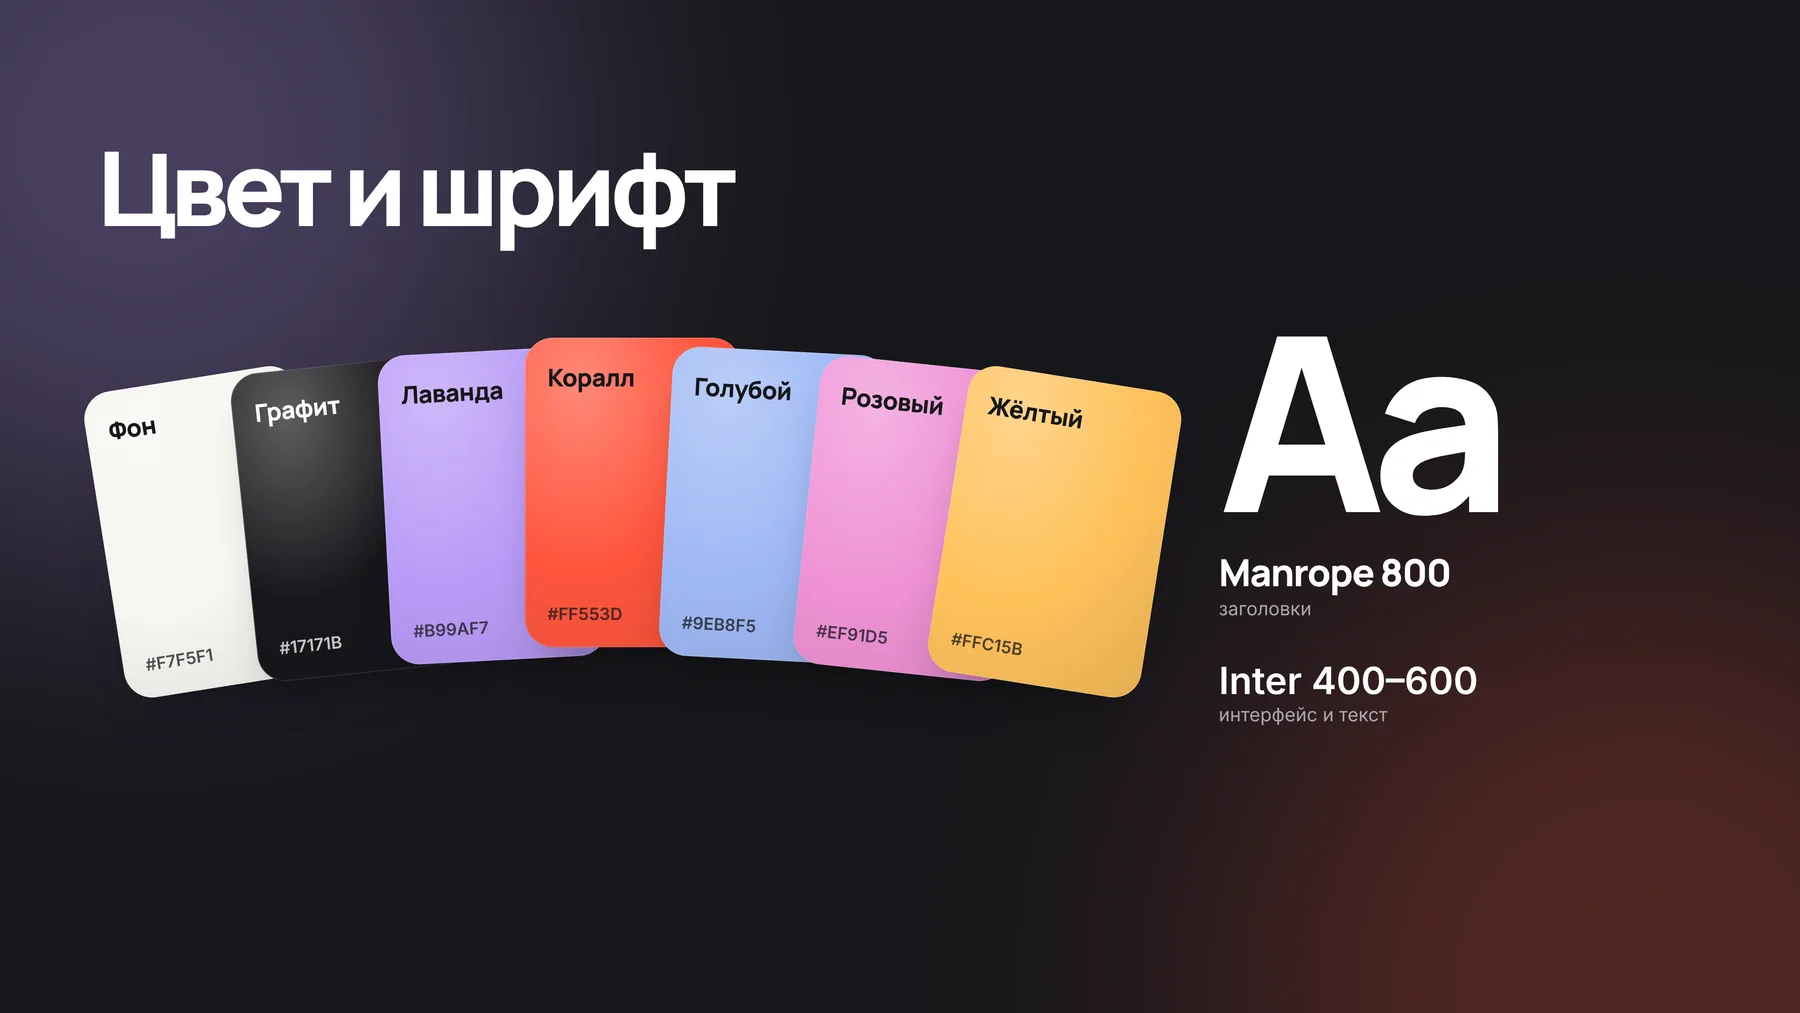 Цвет и шрифт
Фон
#F7F5F1
Графит
#17171B
Лаванда
#B99AF7
Коралл
#FF553D
Голубой
#9EB8F5
Розовый
#EF91D5
Жёлтый
#FFC15B
Aa
Manrope 800
заголовки
Inter 400–600
интерфейс и текст